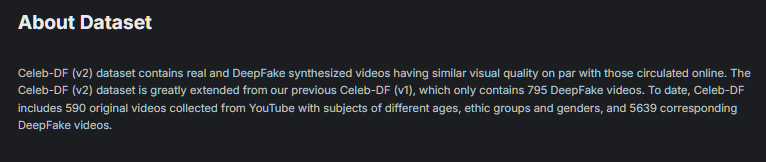 About Dataset
Celeb-DF (v2) dataset contains real and DeepFake synthesized videos having similar visual quality on par with those circulated online. The
Celeb-DF (v2) dataset is greatly extended from our previous Celeb-DF (v1), which only contains 795 DeepFake videos. To date, Celeb-DF
includes 590 original videos collected from YouTube with subjects of different ages, ethic groups and genders, and 5639 corresponding
DeepFake videos.